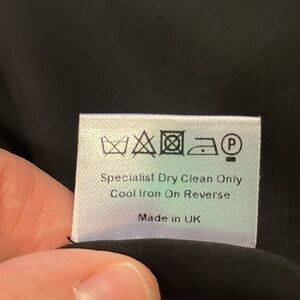 P
Specialist Dry Clean Only
Cool Iron On Reverse
Made in UK